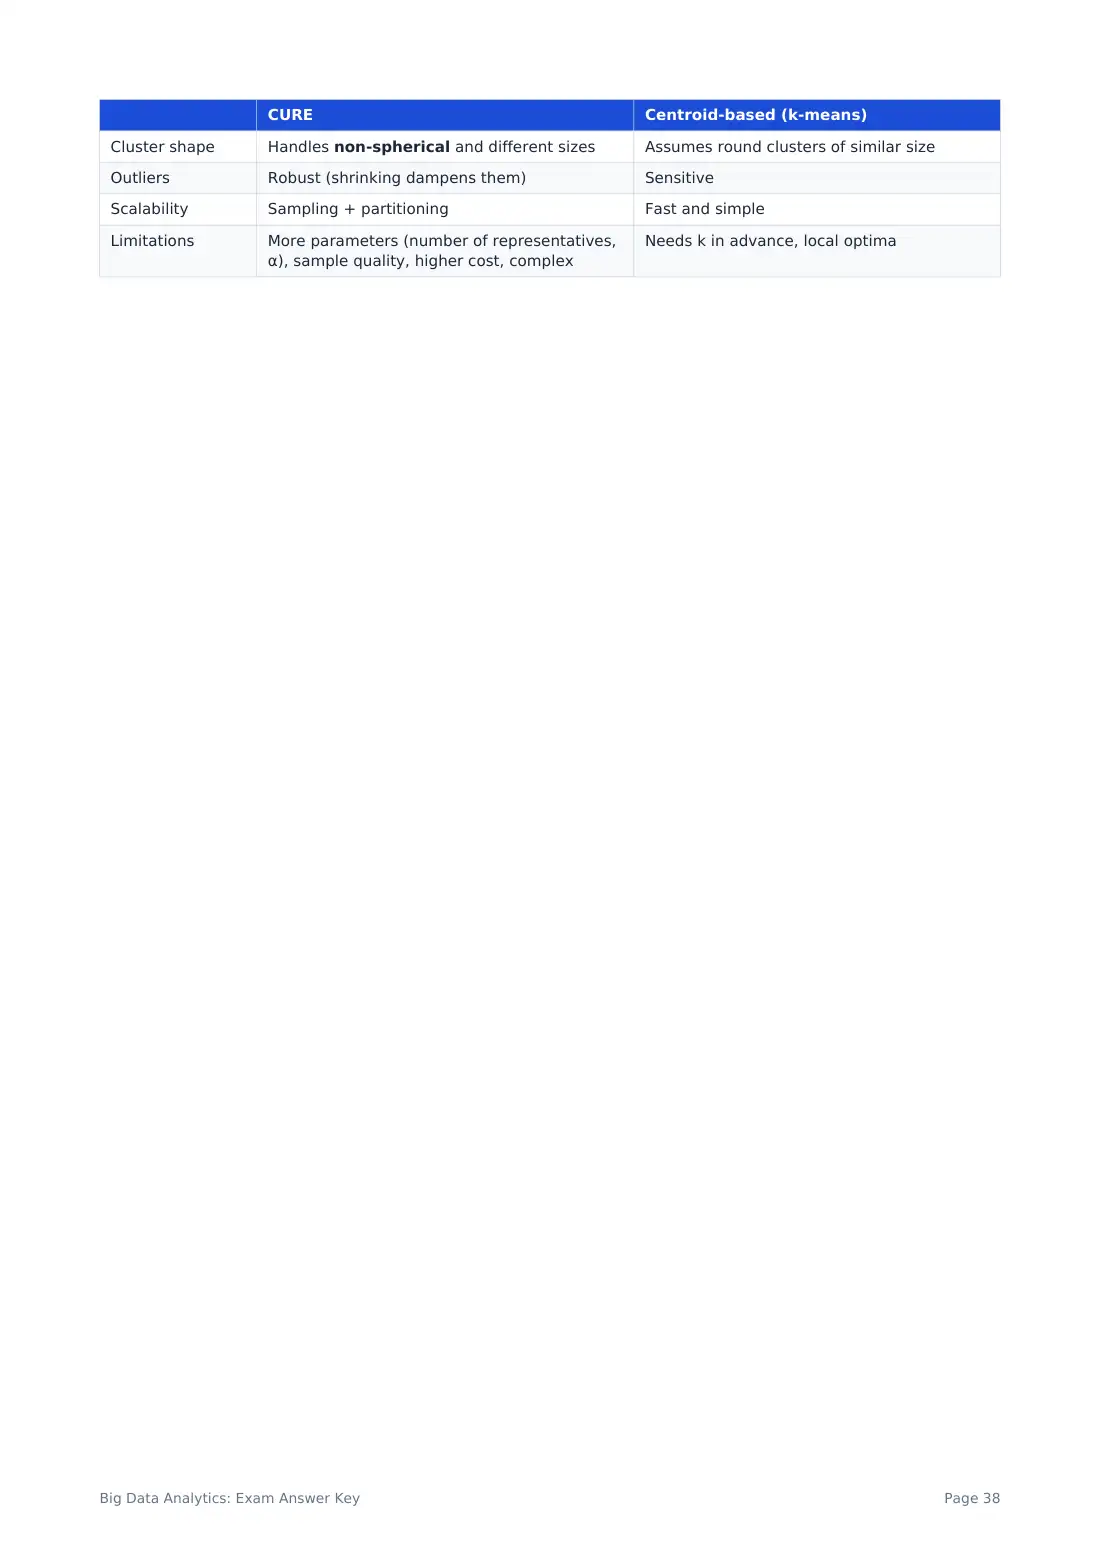 CURE Centroid-based (k-means)
Cluster shape Handles non-spherical and different sizes Assumes round clusters of similar size
Outliers Robust (shrinking dampens them) Sensitive
Scalability Sampling + partitioning Fast and simple
Limitations More parameters (number of representatives, Needs k in advance, local optima
α), sample quality, higher cost, complex
Big Data Analytics: Exam Answer Key Page 38